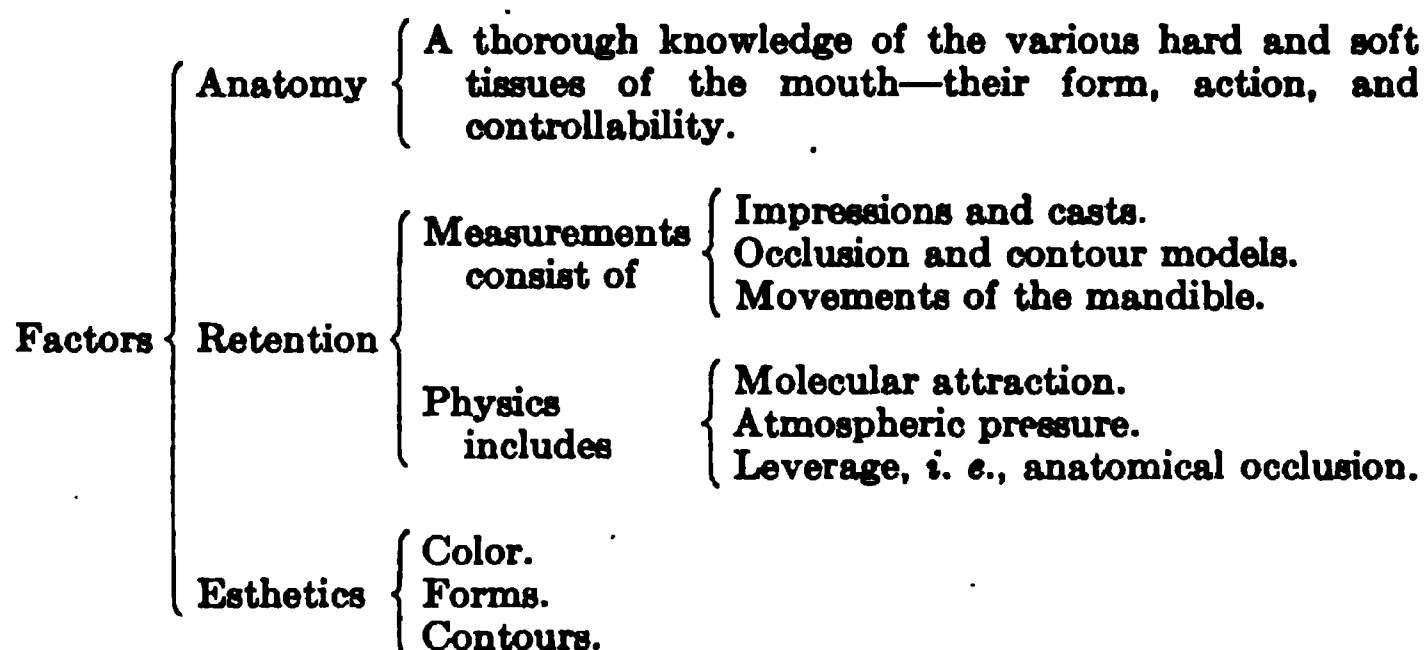 Factors
Anatomy
A thorough knowledge of the various hard and soft
tissues of the mouth—their form, action, and
controllability.
Retention
Measurements
consist of
Impressions and casts.
Occlusion and contour models.
Movements of the mandible.
Physics
includes
Molecular attraction.
Atmospheric pressure.
Leverage, i. e., anatomical occlusion.
Esthetics
Color.
Forms.
Contours.